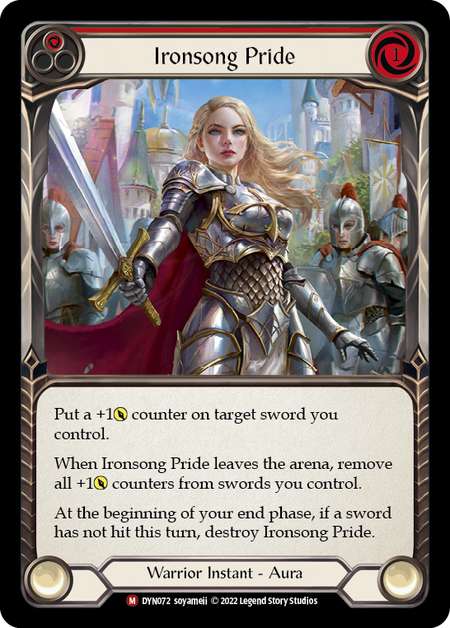 Ironsong Pride
1
Put a +1 counter on target sword you
control.
When Ironsong Pride leaves the arena, remove
all +1 counters from swords you control.
At the beginning of your end phase, if a sword
has not hit this turn, destroy Ironsong Pride.
Warrior Instant - Aura
M DYN072 soyameii © 2022 Legend Story Studios